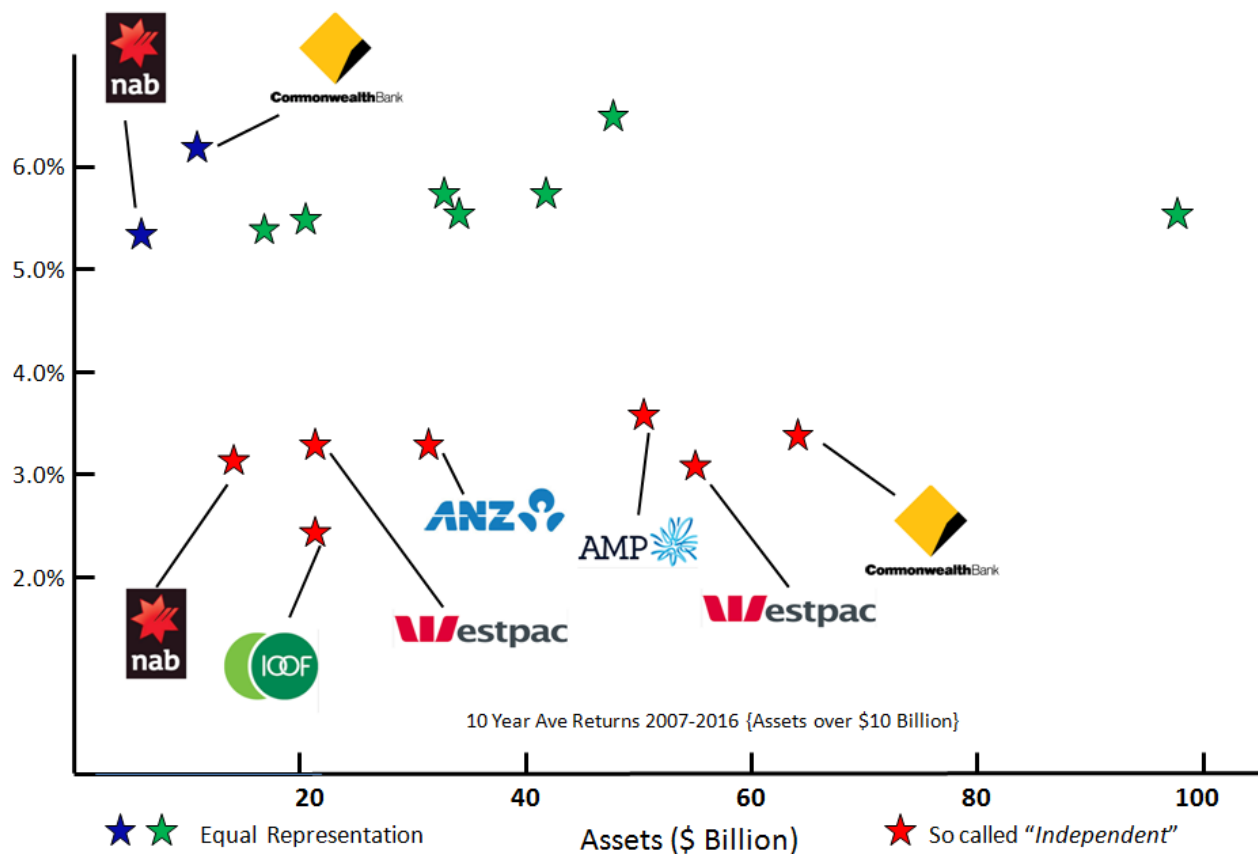 nab
CommonwealthBank
6.0%
5.0%
4.0%
3.0%
2.0%
ANZ
AMP
CommonwealthBank
nab
IOOF
Westpac
Westpac
10 Year Ave Returns 2007-2016 {Assets over $10 Billion}
20 40 60 80 100
Equal Representation
Assets ($ Billion)
So called “Independent”